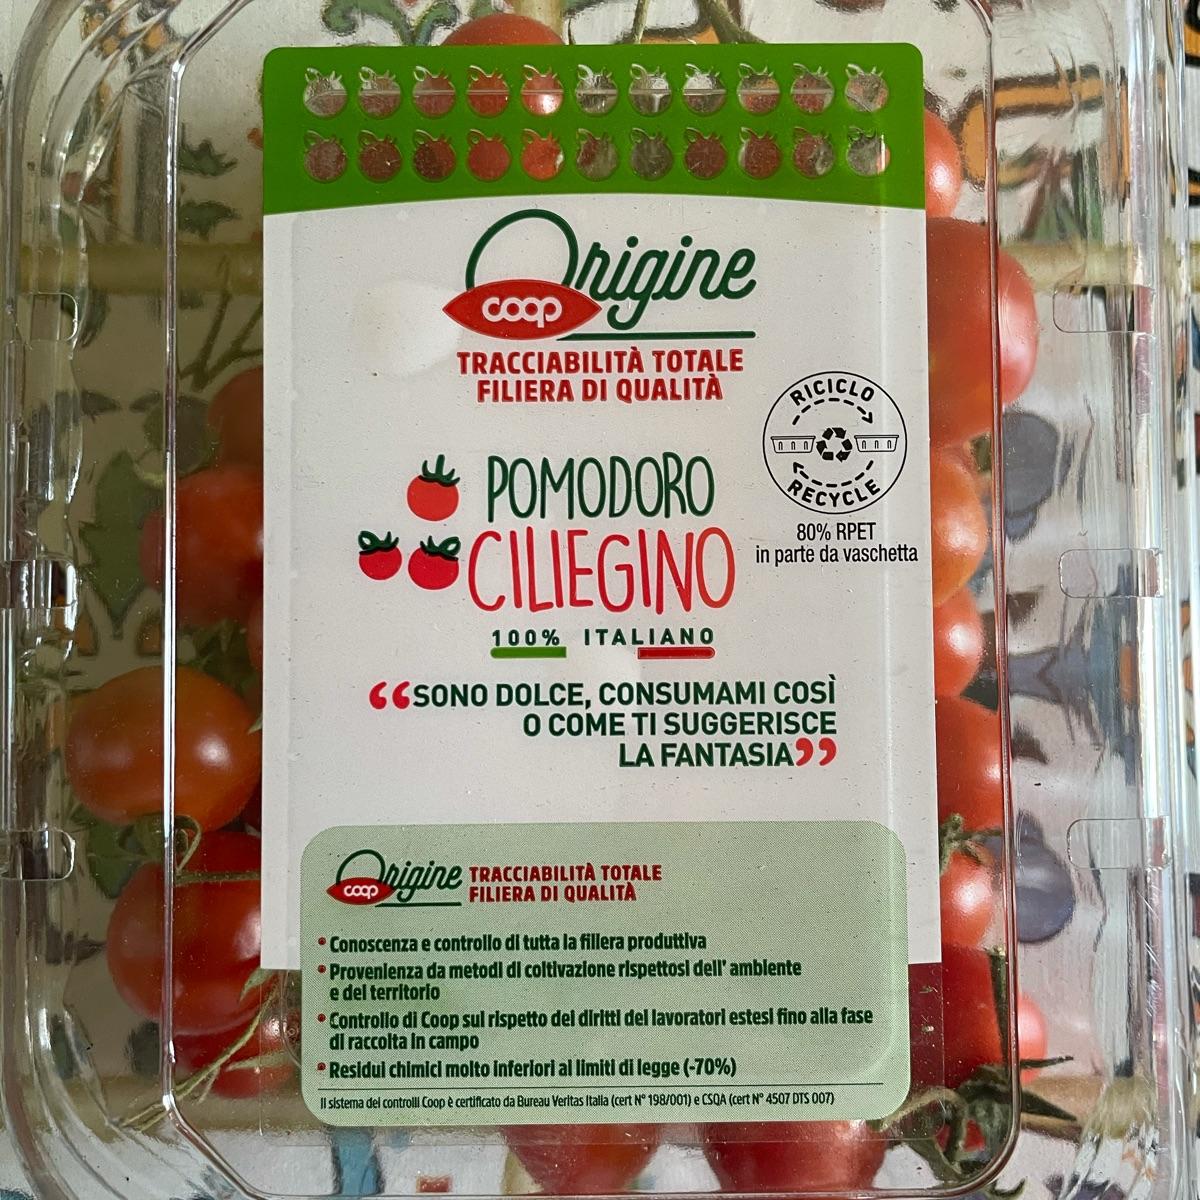 Origine
coop
TRACCIABILITÀ TOTALE
FILIERA DI QUALITÀ
RICICLO
RECYCLE
80% RPET
in parte da vaschetta
POMODORO
CILIEGINO
100% ITALIANO
“SONO DOLCE, CONSUMAMI COSÌ
O COME TI SUGGERISCE
LA FANTASIA”
Origine
coop
TRACCIABILITÀ TOTALE
FILIERA DI QUALITÀ
• Conoscenza e controllo di tutta la filiera produttiva
• Provenienza da metodi di coltivazione rispettosi dell' ambiente
e del territorio
• Controllo di Coop sul rispetto dei diritti dei lavoratori estesi fino alla fase
di raccolta in campo
• Residui chimici molto inferiori ai limiti di legge (-70%)
Il sistema dei controlli Coop è certificato da Bureau Veritas Italia (cert N° 198/001) e CSQA (cert N° 4507 DTS 007)